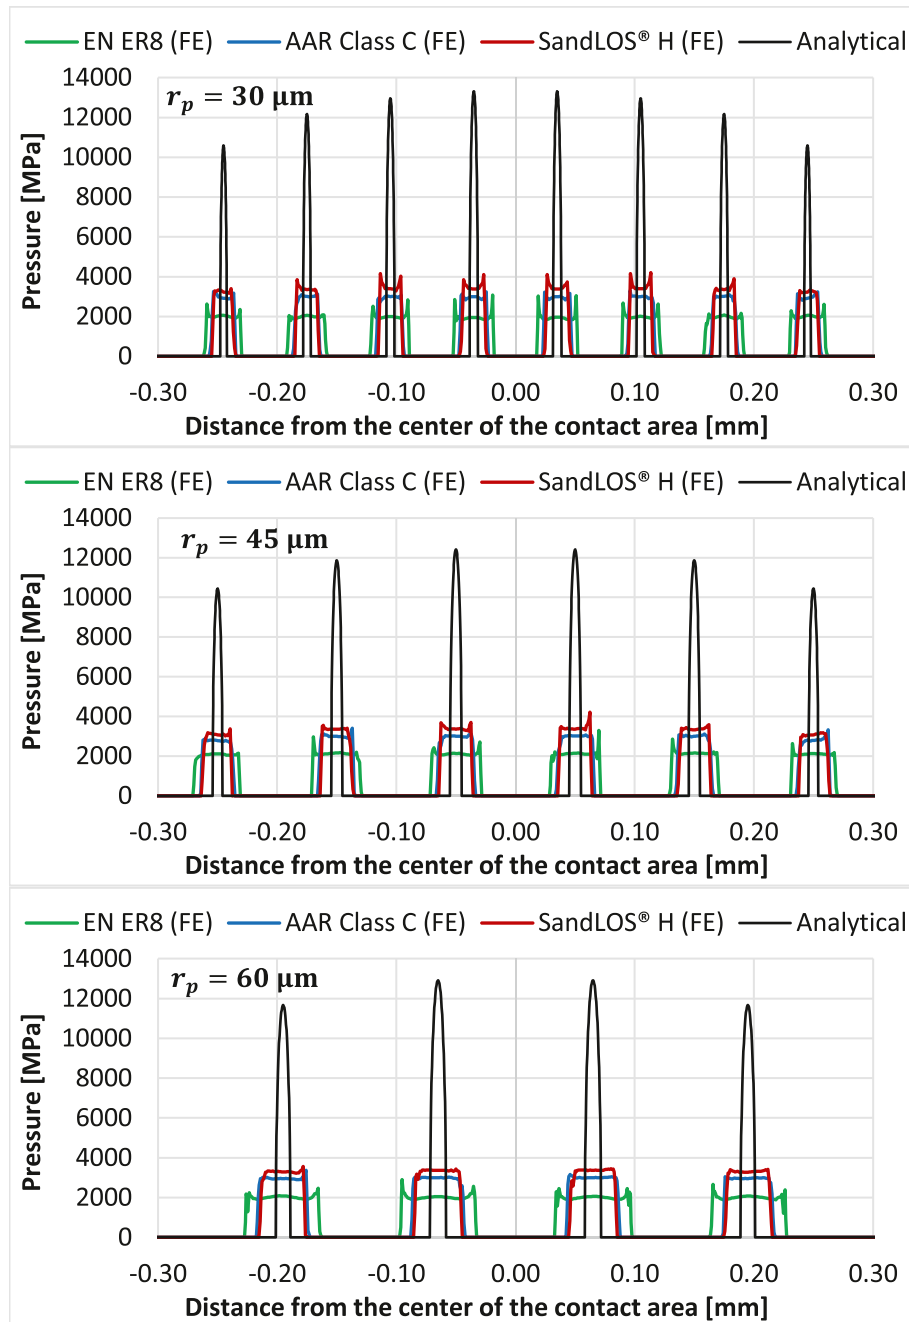 EN ER8 (FE) AAR Class C (FE) SandLOS® H (FE) Analytical
r_p = 30 μm
14000
12000
10000
8000
6000
4000
2000
0
Pressure [MPa]
-0.30 -0.20 -0.10 0.00 0.10 0.20 0.30
Distance from the center of the contact area [mm]
EN ER8 (FE) AAR Class C (FE) SandLOS® H (FE) Analytical
r_p = 45 μm
14000
12000
10000
8000
6000
4000
2000
0
Pressure [MPa]
-0.30 -0.20 -0.10 0.00 0.10 0.20 0.30
Distance from the center of the contact area [mm]
EN ER8 (FE) AAR Class C (FE) SandLOS® H (FE) Analytical
r_p = 60 μm
14000
12000
10000
8000
6000
4000
2000
0
Pressure [MPa]
-0.30 -0.20 -0.10 0.00 0.10 0.20 0.30
Distance from the center of the contact area [mm]